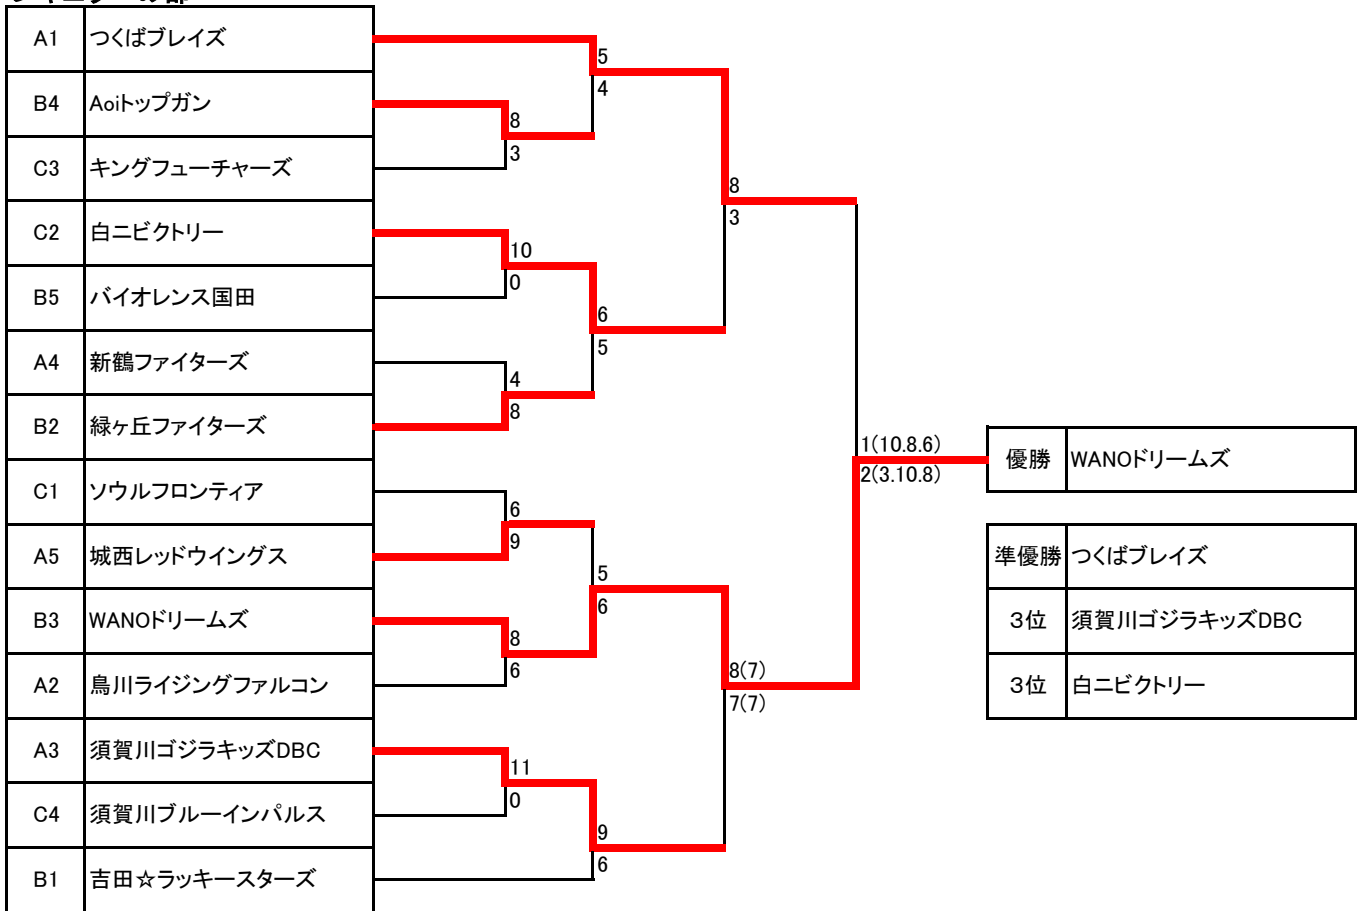 A1 つくばブレイズ
B4 Aoiトップガン
C3 キングフューチャーズ
C2 白ニビクトリー
B5 バイオレンス国田
A4 新鶴ファイターズ
B2 緑ヶ丘ファイターズ
C1 ソウルフロンティア
A5 城西レッドウイングス
B3 WANOドリームズ
A2 鳥川ライジングファルコン
A3 須賀川ゴジラキッズDBC
C4 須賀川ブルーインパルス
B1 吉田☆ラッキースターズ
8
3
10
0
4
8
6
9
8
6
11
0
5
4
6
5
5
6
9
6
8
3
8(7)
7(7)
1(10.8.6)
2(3.10.8)
優勝 WANOドリームズ
準優勝 つくばブレイズ
3位 須賀川ゴジラキッズDBC
3位 白ニビクトリー